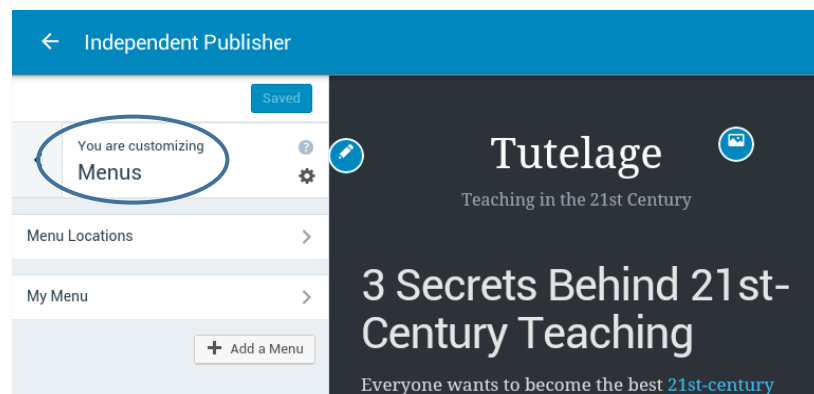 Independent Publisher
Saved
You are customizing
Menus
Menu Locations
My Menu
Add a Menu
Tutelage
Teaching in the 21st Century
3 Secrets Behind 21st-
Century Teaching
Everyone wants to become the best 21st-century